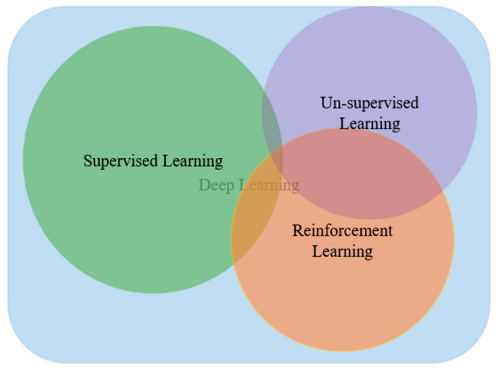 Un-supervised
Learning
Supervised Learning
Deep Learning
Reinforcement
Learning